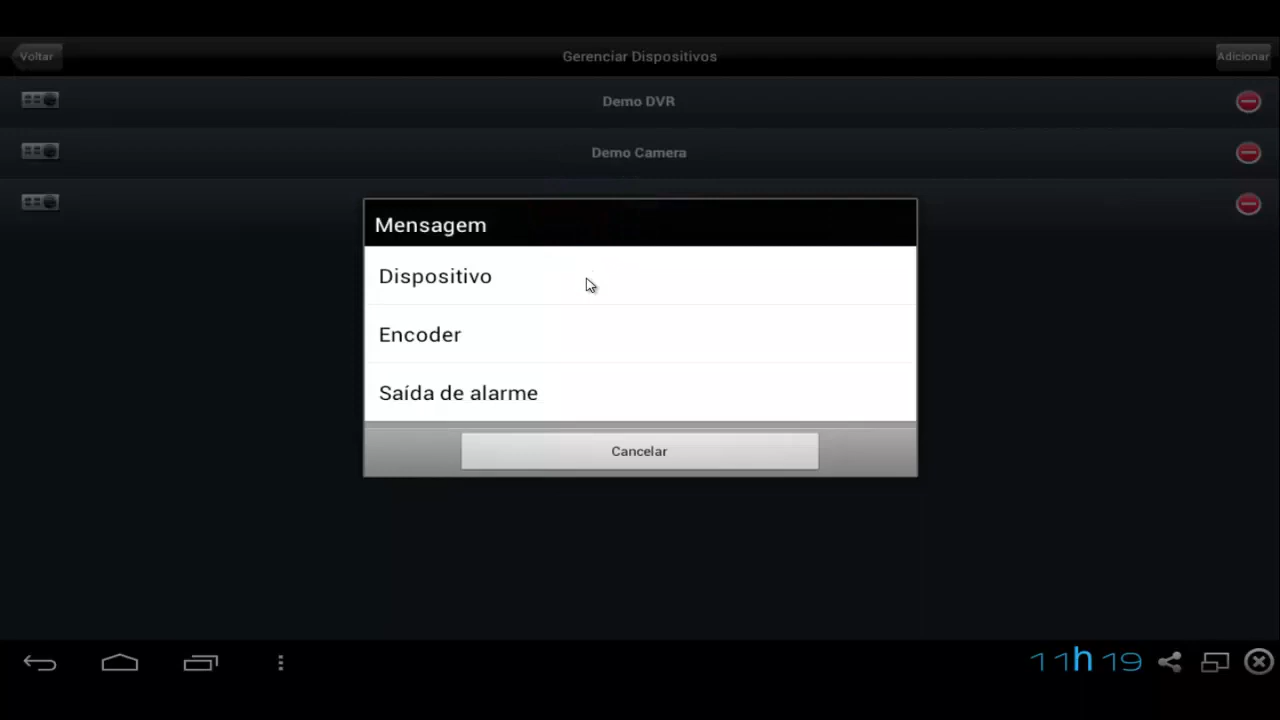 Voltar
Gerenciar Dispositivos
Adicionar
Demo DVR
Demo Camera
Mensagem
Dispositivo
Encoder
Saída de alarme
Cancelar
11h19